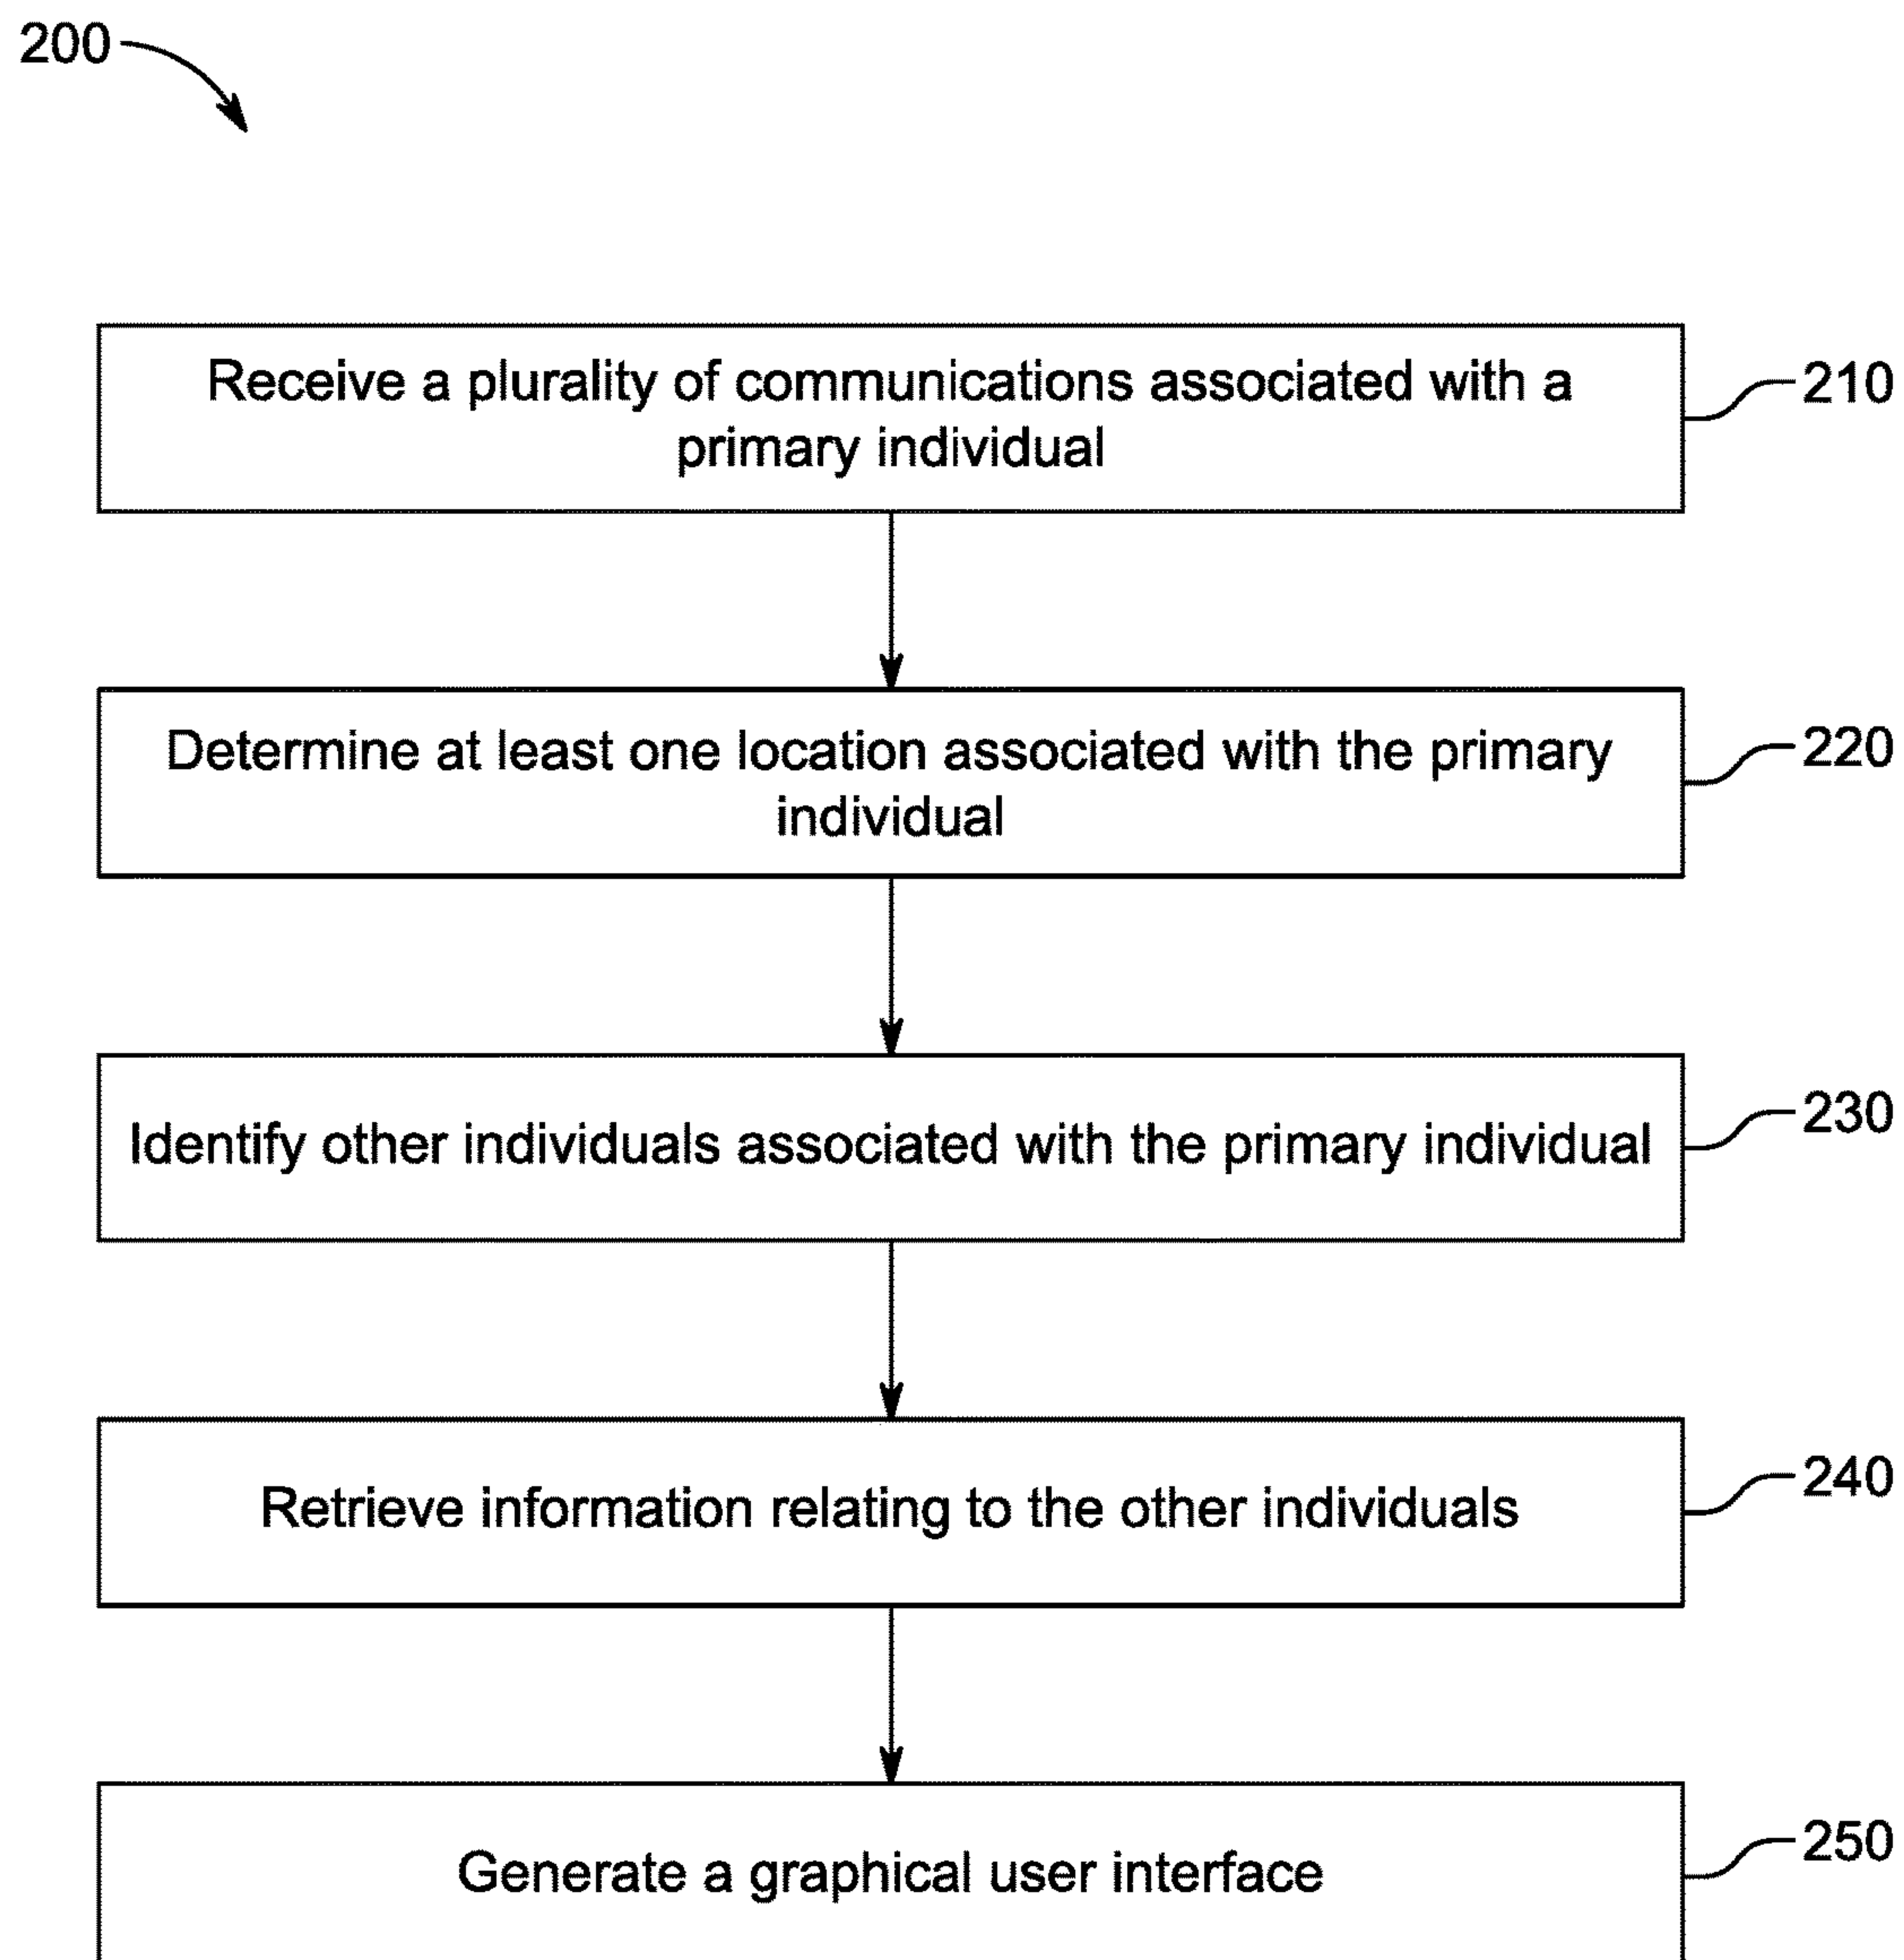 200
Receive a plurality of communications associated with a
primary individual
210
Determine at least one location associated with the primary
individual
220
Identify other individuals associated with the primary individual
230
Retrieve information relating to the other individuals
240
Generate a graphical user interface
250